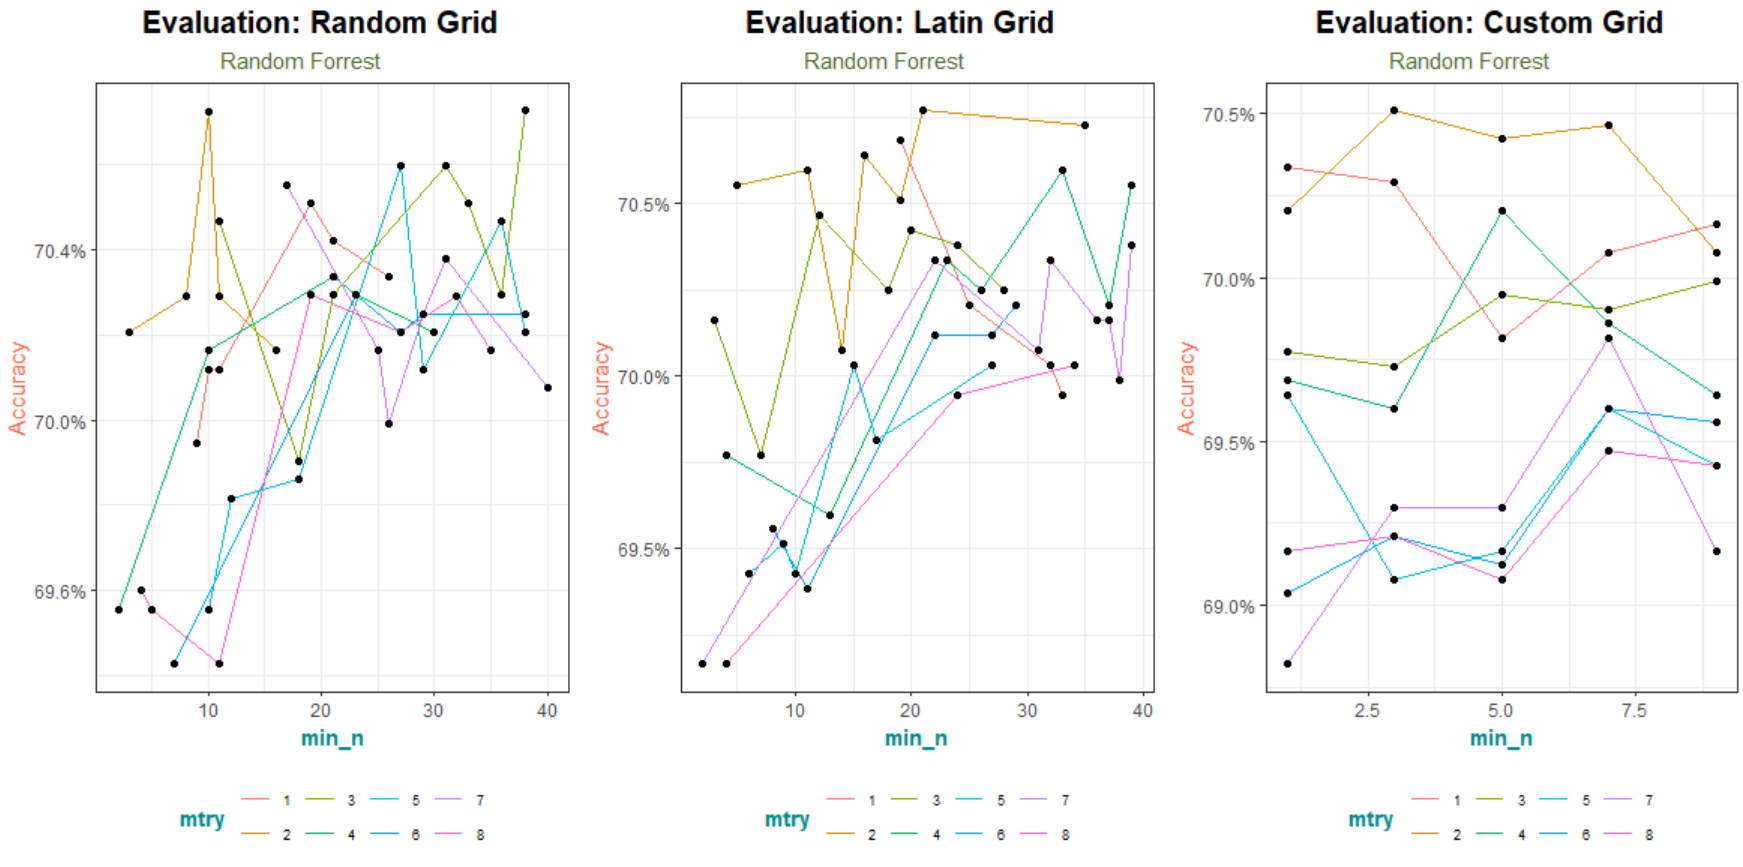 Evaluation: Random Grid
Random Forrest
Accuracy
70.4%
70.0%
69.6%
10 20 30 40
min_n
mtry
1 3 5 7
2 4 6 8
Evaluation: Latin Grid
Random Forrest
Accuracy
70.5%
70.0%
69.5%
10 20 30 40
min_n
mtry
1 3 5 7
2 4 6 8
Evaluation: Custom Grid
Random Forrest
Accuracy
70.5%
70.0%
69.5%
69.0%
2.5 5.0 7.5
min_n
mtry
1 3 5 7
2 4 6 8